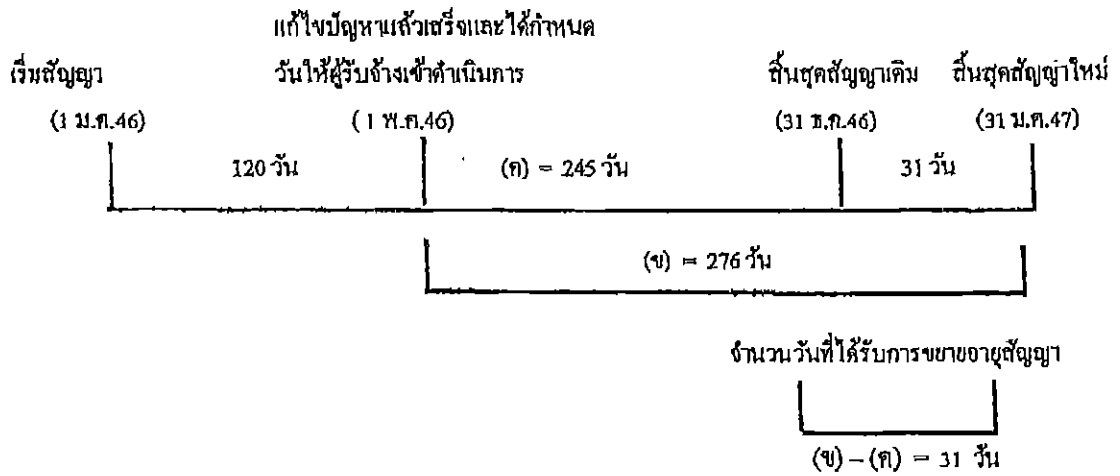 แก้ไขปัญหาแล้วเสร็จและได้กำหนด
เริ่มสัญญา วันให้ผู้รับจ้างเข้าดำเนินการ สิ้นสุดสัญญาเดิม สิ้นสุดสัญญาใหม่
(1 ม.ค.46) (1 พ.ค.46) (31 ธ.ค.46) (31 ม.ค.47)
120 วัน (ค) = 245 วัน 31 วัน
(ข) = 276 วัน
จำนวนวันที่ได้รับการขยายอายุสัญญา
(ข) – (ค) = 31 วัน